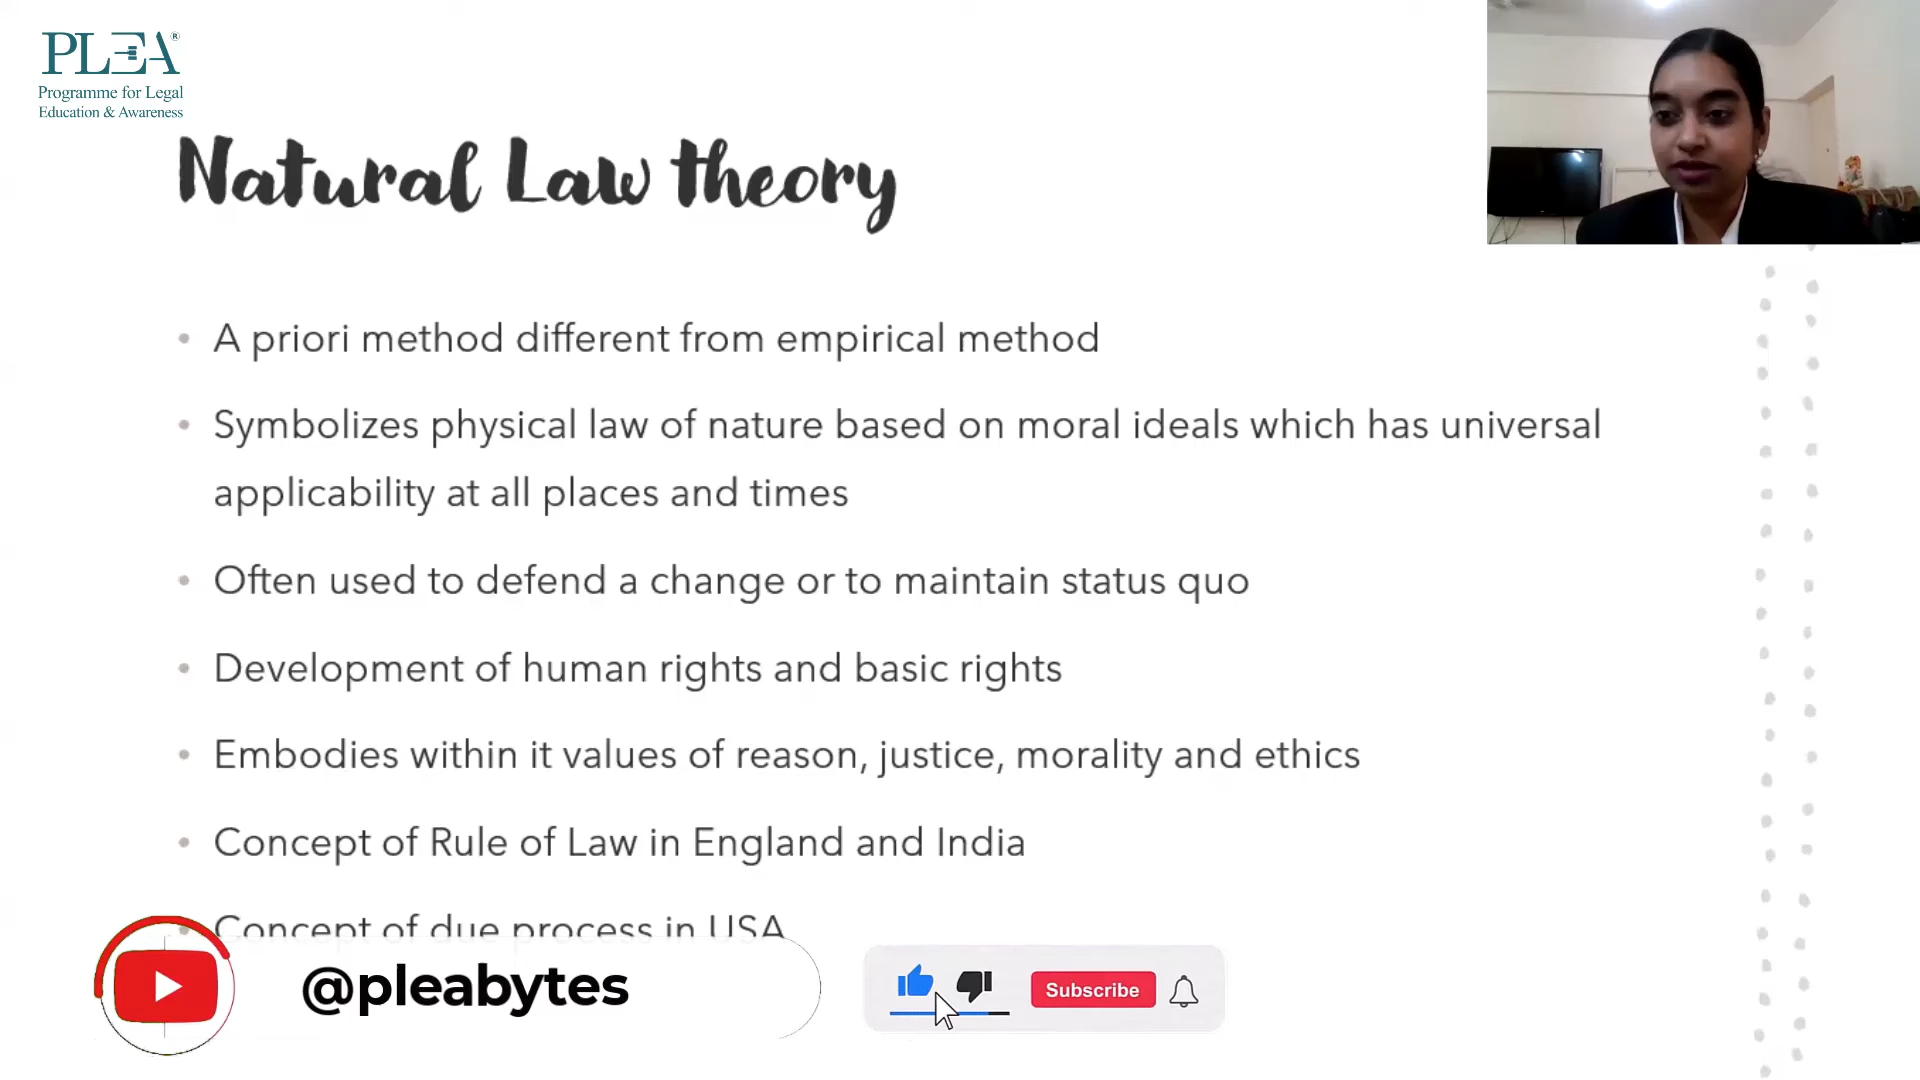 PLEA®
Programme for Legal
Education & Awareness
Natural Law theory
• A priori method different from empirical method
• Symbolizes physical law of nature based on moral ideals which has universal
applicability at all places and times
• Often used to defend a change or to maintain status quo
• Development of human rights and basic rights
• Embodies within it values of reason, justice, morality and ethics
• Concept of Rule of Law in England and India
• Concept of due process in USA
@pleabytes
Subscribe